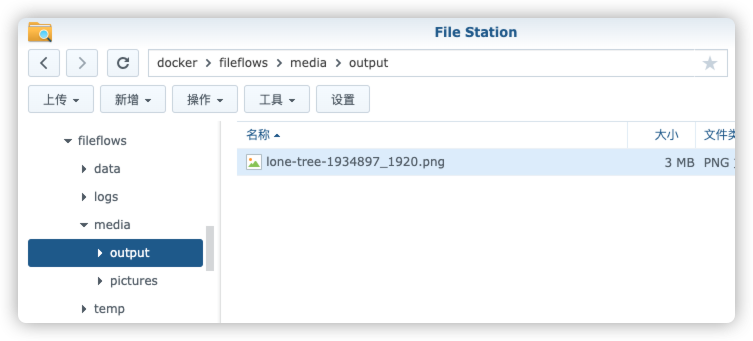 File Station
docker fileflows media output
上传 新增 操作 工具 设置
名称 大小 文件类
fileflows
data
logs
media
output
pictures
temp
lone-tree-1934897_1920.png 3 MB PNG